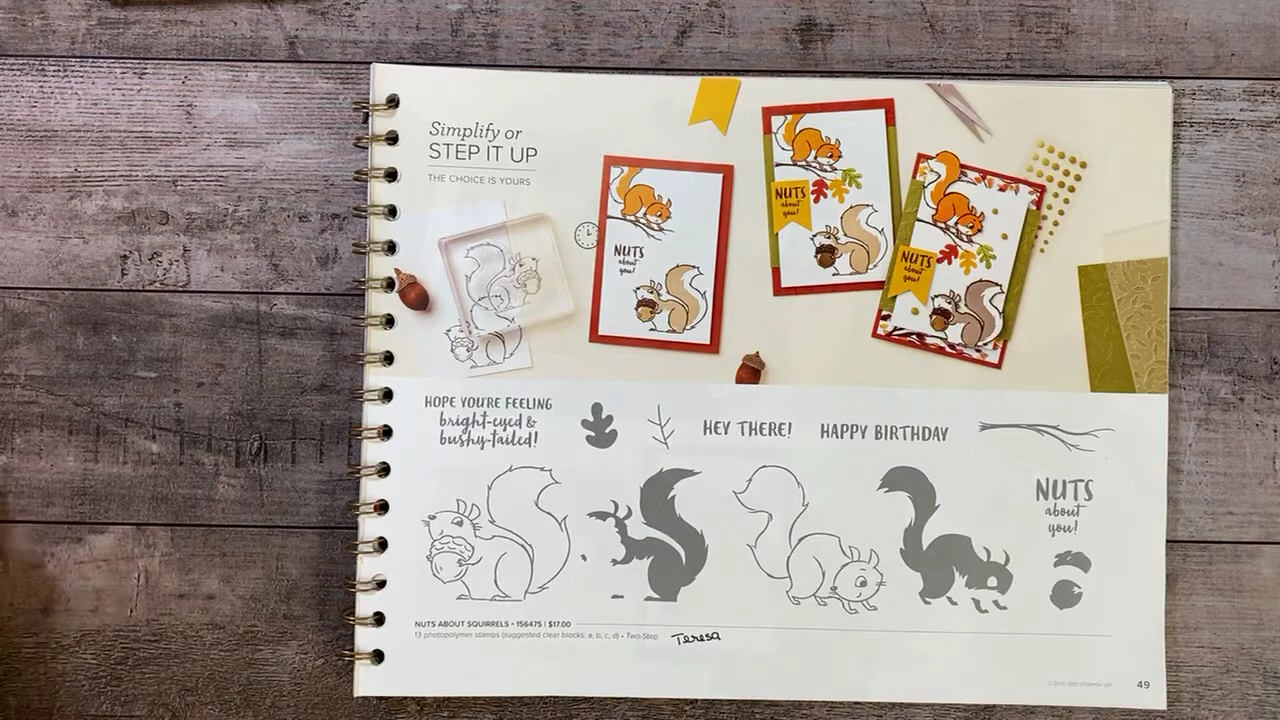 Simplify or
STEP IT UP
THE CHOICE IS YOURS
NUTS
about
you!
NUTS
about
you!
NUTS
about
you!
HOPE YOU'RE FEELING
bright-eyed &
bushy-tailed!
HEY THERE!
HAPPY BIRTHDAY
NUTS
about
you!
NUTS ABOUT SQUIRRELS • 156475 | $17.00
13 photopolymer stamps (suggested clear blocks: a, b, c, d) • Two-Step
Teresa
49